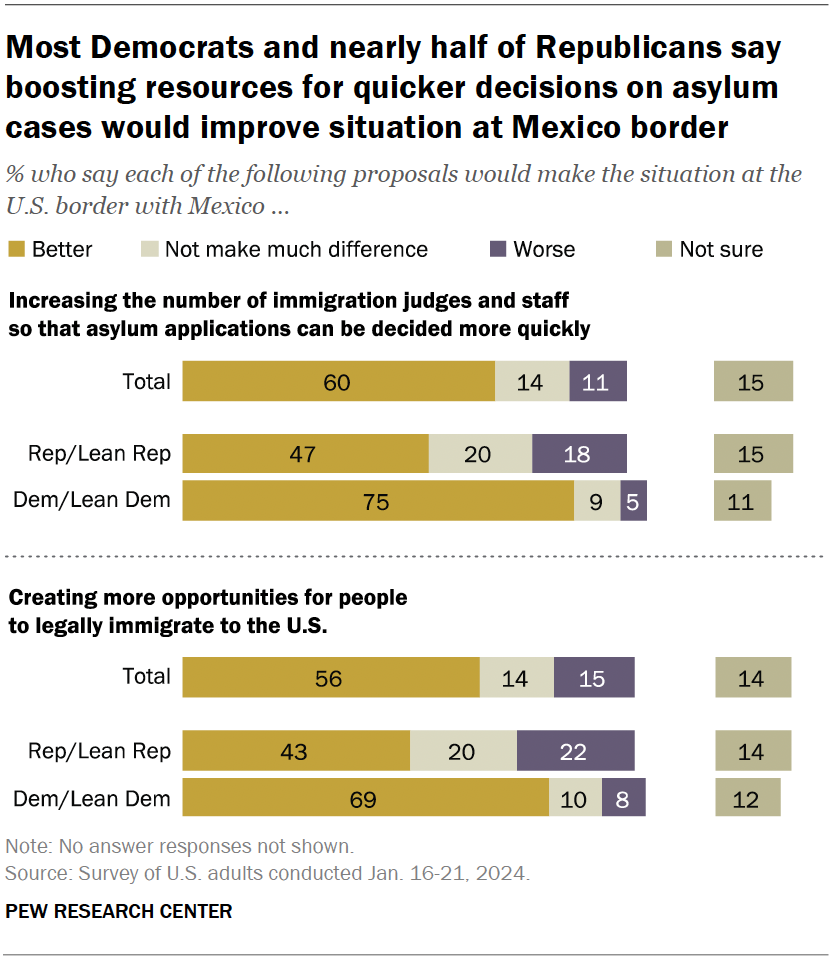 Most Democrats and nearly half of Republicans say
boosting resources for quicker decisions on asylum
cases would improve situation at Mexico border
% who say each of the following proposals would make the situation at the
U.S. border with Mexico ...
Better Not make much difference Worse Not sure
Increasing the number of immigration judges and staff
so that asylum applications can be decided more quickly
Total 60 14 11 15
Rep/Lean Rep 47 20 18 15
Dem/Lean Dem 75 9 5 11
Creating more opportunities for people
to legally immigrate to the U.S.
Total 56 14 15 14
Rep/Lean Rep 43 20 22 14
Dem/Lean Dem 69 10 8 12
Note: No answer responses not shown.
Source: Survey of U.S. adults conducted Jan. 16-21, 2024.
PEW RESEARCH CENTER